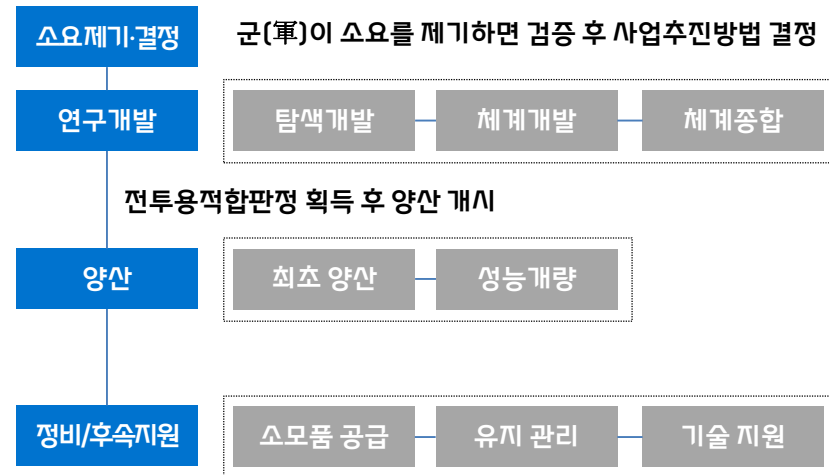 소요제기·결정
군(軍)이 소요를 제기하면 검증 후 사업추진방법 결정
연구개발
탐색개발
체계개발
체계종합
전투용적합판정 획득 후 양산 개시
양산
최초 양산
성능개량
정비/후속지원
소모품 공급
유지 관리
기술 지원